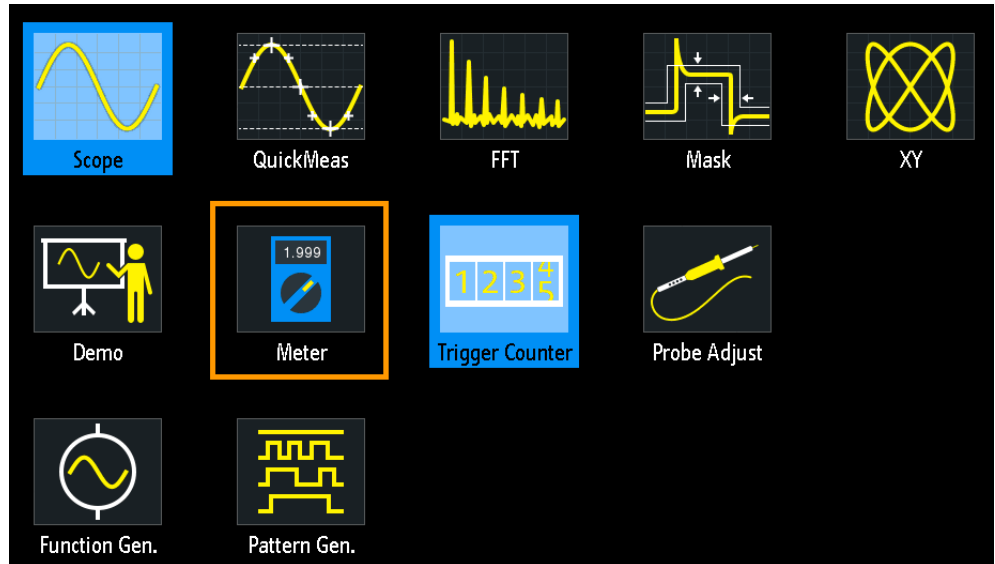 Scope
QuickMeas
FFT
Mask
XY
1.999
1 2 3 4
5
Demo
Meter
Trigger Counter
Probe Adjust
Function Gen.
Pattern Gen.